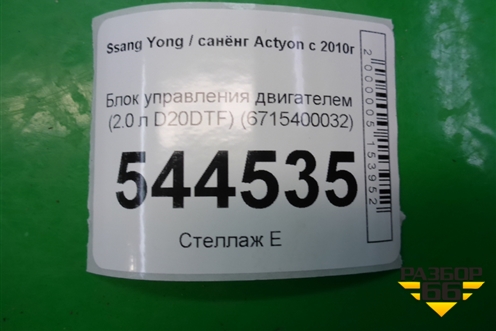 Ssang Yong / санёнг Actyon с 2010г
Блок управления двигателем
(2.0 л D20DTF) (6715400032)
544535
Стеллаж Е
2000005153952
РАЗБОР
66